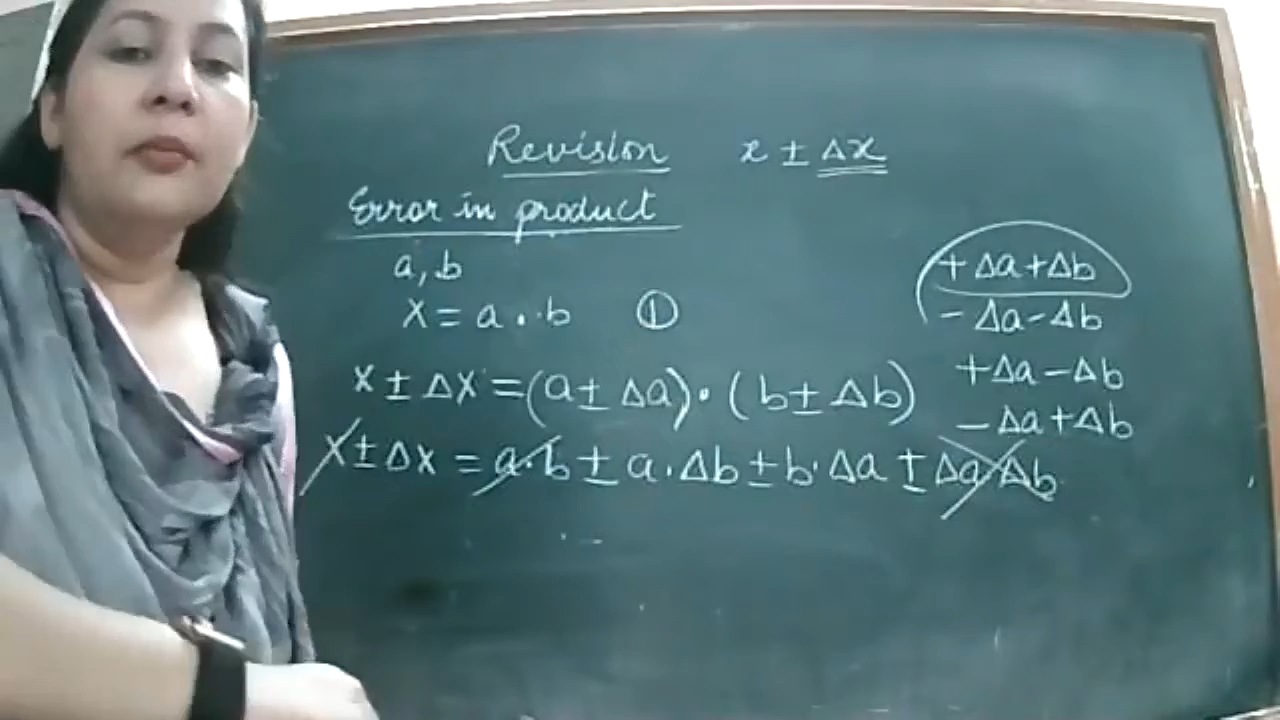 Revision x ± Δx
Error in product
a, b
X = a . b ①
X ± ΔX = (a ± Δa) · (b ± Δb)
X ± ΔX = a·b ± a·Δb ± b·Δa ± Δa Δb
+ Δa + Δb
- Δa - Δb
+ Δa - Δb
- Δa + Δb